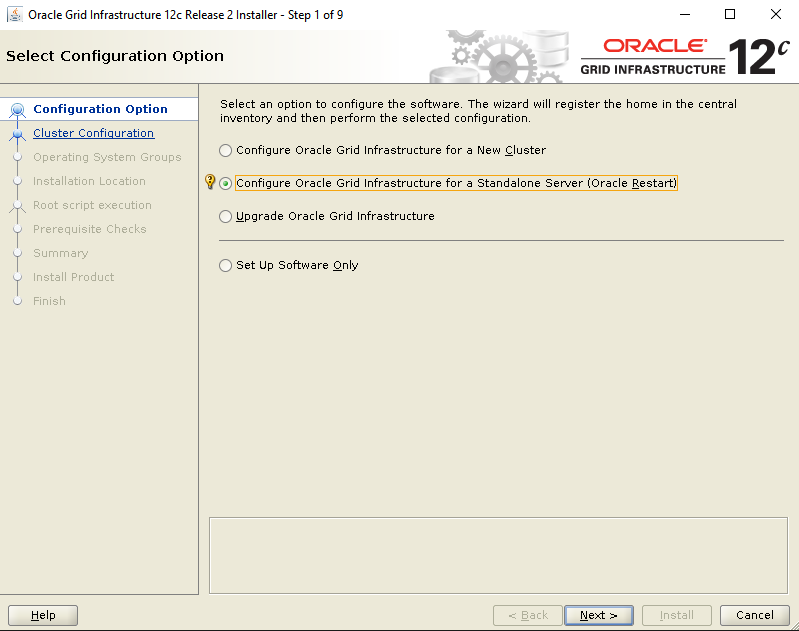 Oracle Grid Infrastructure 12c Release 2 Installer - Step 1 of 9
Select Configuration Option
ORACLE®
GRID INFRASTRUCTURE
12c
Configuration Option
Cluster Configuration
Operating System Groups
Installation Location
Root script execution
Prerequisite Checks
Summary
Install Product
Finish
Select an option to configure the software. The wizard will register the home in the central
inventory and then perform the selected configuration.
Configure Oracle Grid Infrastructure for a New Cluster
Configure Oracle Grid Infrastructure for a Standalone Server (Oracle Restart)
Upgrade Oracle Grid Infrastructure
Set Up Software Only
Help
< Back
Next >
Install
Cancel